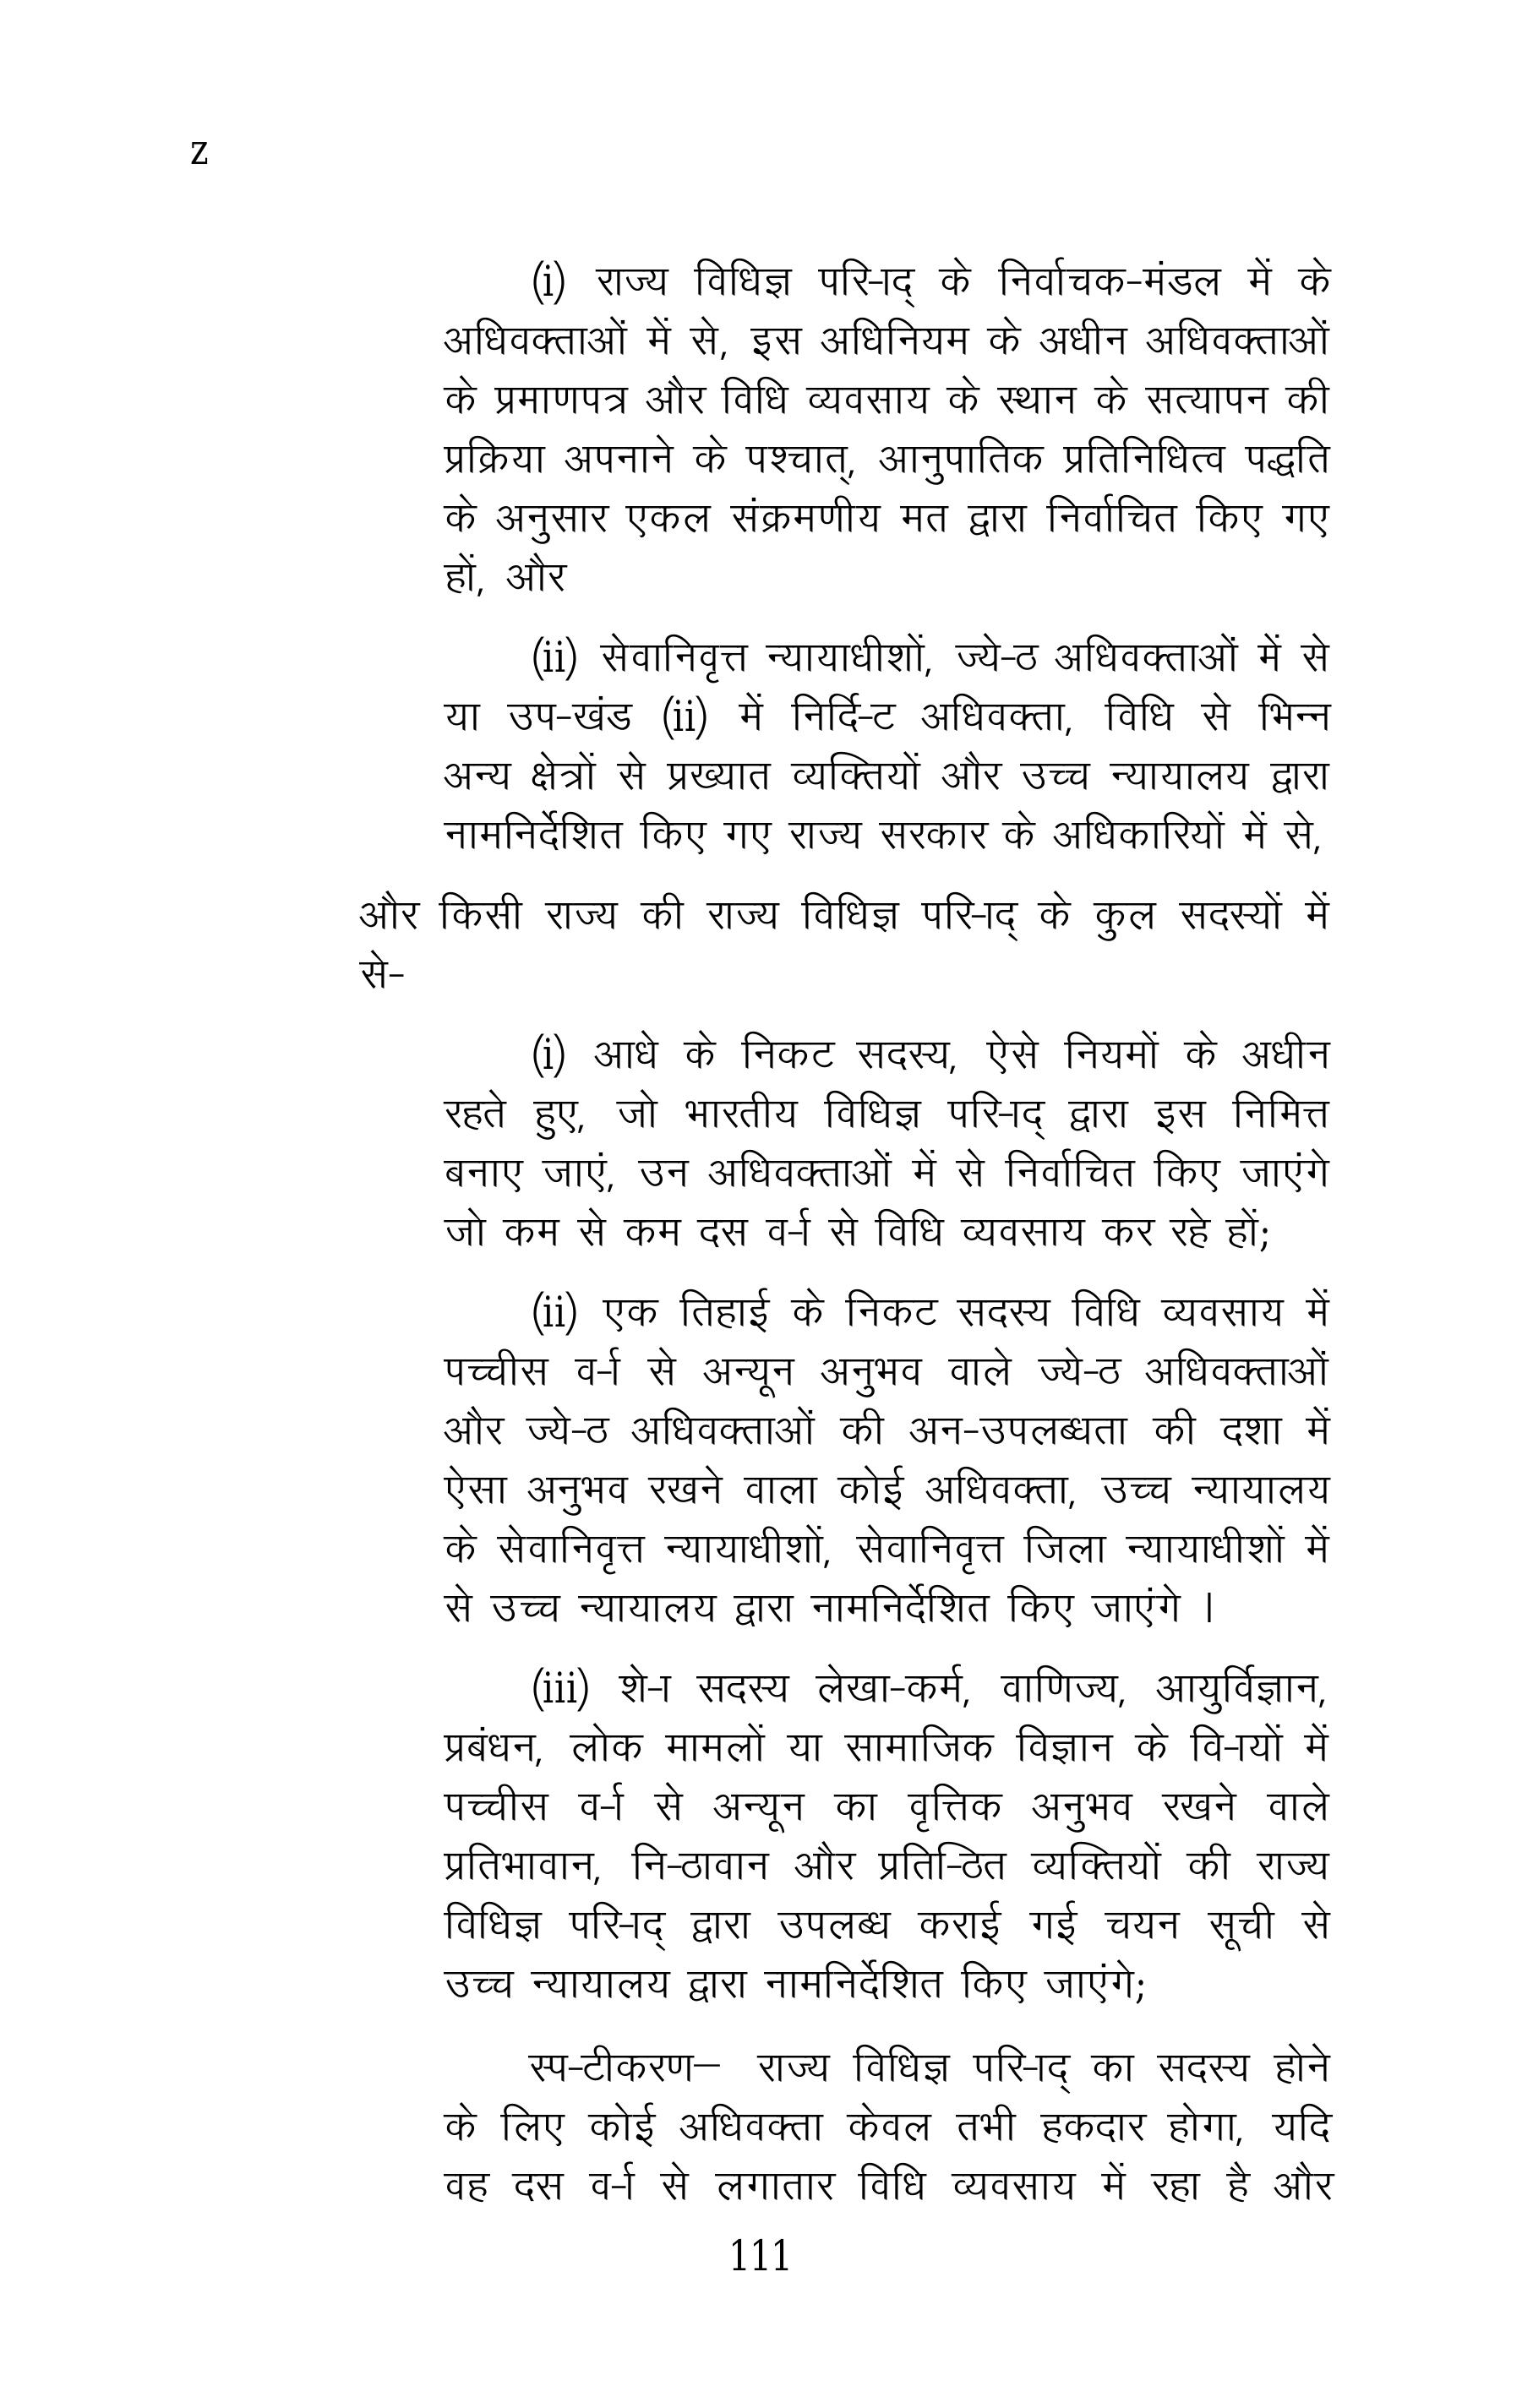 z
(i) राज्य विधिज्ञ परि–ाद् के निर्वाचक–मंडल में के
अधिवक्ताओं में से, इस अधिनियम के अधीन अधिवक्ताओं
के प्रमाणपत्र और विधि व्यवसाय के स्थान के सत्यापन की
प्रक्रिया अपनाने के पश्चात्, आनुपातिक प्रतिनिधित्व पद्धति
के अनुसार एकल संक्रमणीय मत द्वारा निर्वाचित किए गए
हों, और
(ii) सेवानिवृत्त न्यायाधीशों, ज्ये–ठ अधिवक्ताओं में से
या उप–खंड (ii) में निर्दि–ट अधिवक्ता, विधि से भिन्न
अन्य क्षेत्रों से प्रख्यात व्यक्तियों और उच्च न्यायालय द्वारा
नामनिर्देशित किए गए राज्य सरकार के अधिकारियों में से,
और किसी राज्य की राज्य विधिज्ञ परि–ाद् के कुल सदस्यों में
से–
(i) आधे के निकट सदस्य, ऐसे नियमों के अधीन
रहते हुए, जो भारतीय विधिज्ञ परि–ाद् द्वारा इस निमित्त
बनाए जाएं, उन अधिवक्ताओं में से निर्वाचित किए जाएंगे
जो कम से कम दस व–र्ा से विधि व्यवसाय कर रहे हों;
(ii) एक तिहाई के निकट सदस्य विधि व्यवसाय में
पच्चीस व–र्ा से अन्यून अनुभव वाले ज्ये–ठ अधिवक्ताओं
और ज्ये–ठ अधिवक्ताओं की अन–उपलब्धता की दशा में
ऐसा अनुभव रखने वाला कोई अधिवक्ता, उच्च न्यायालय
के सेवानिवृत्त न्यायाधीशों, सेवानिवृत्त जिला न्यायाधीशों में
से उच्च न्यायालय द्वारा नामनिर्देशित किए जाएंगे ।
(iii) शे–ा सदस्य लेखा–कर्म, वाणिज्य, आयुर्विज्ञान,
प्रबंधन, लोक मामलों या सामाजिक विज्ञान के वि–ायों में
पच्चीस व–र्ा से अन्यून का वृत्तिक अनुभव रखने वाले
प्रतिभावान, नि–ठावान और प्रति–ठित व्यक्तियों की राज्य
विधिज्ञ परि–ाद् द्वारा उपलब्ध कराई गई चयन सूची से
उच्च न्यायालय द्वारा नामनिर्देशित किए जाएंगे;
स्प–टीकरण— राज्य विधिज्ञ परि–ाद् का सदस्य होने
के लिए कोई अधिवक्ता केवल तभी हकदार होगा, यदि
वह दस व–र्ा से लगातार विधि व्यवसाय में रहा है और
111